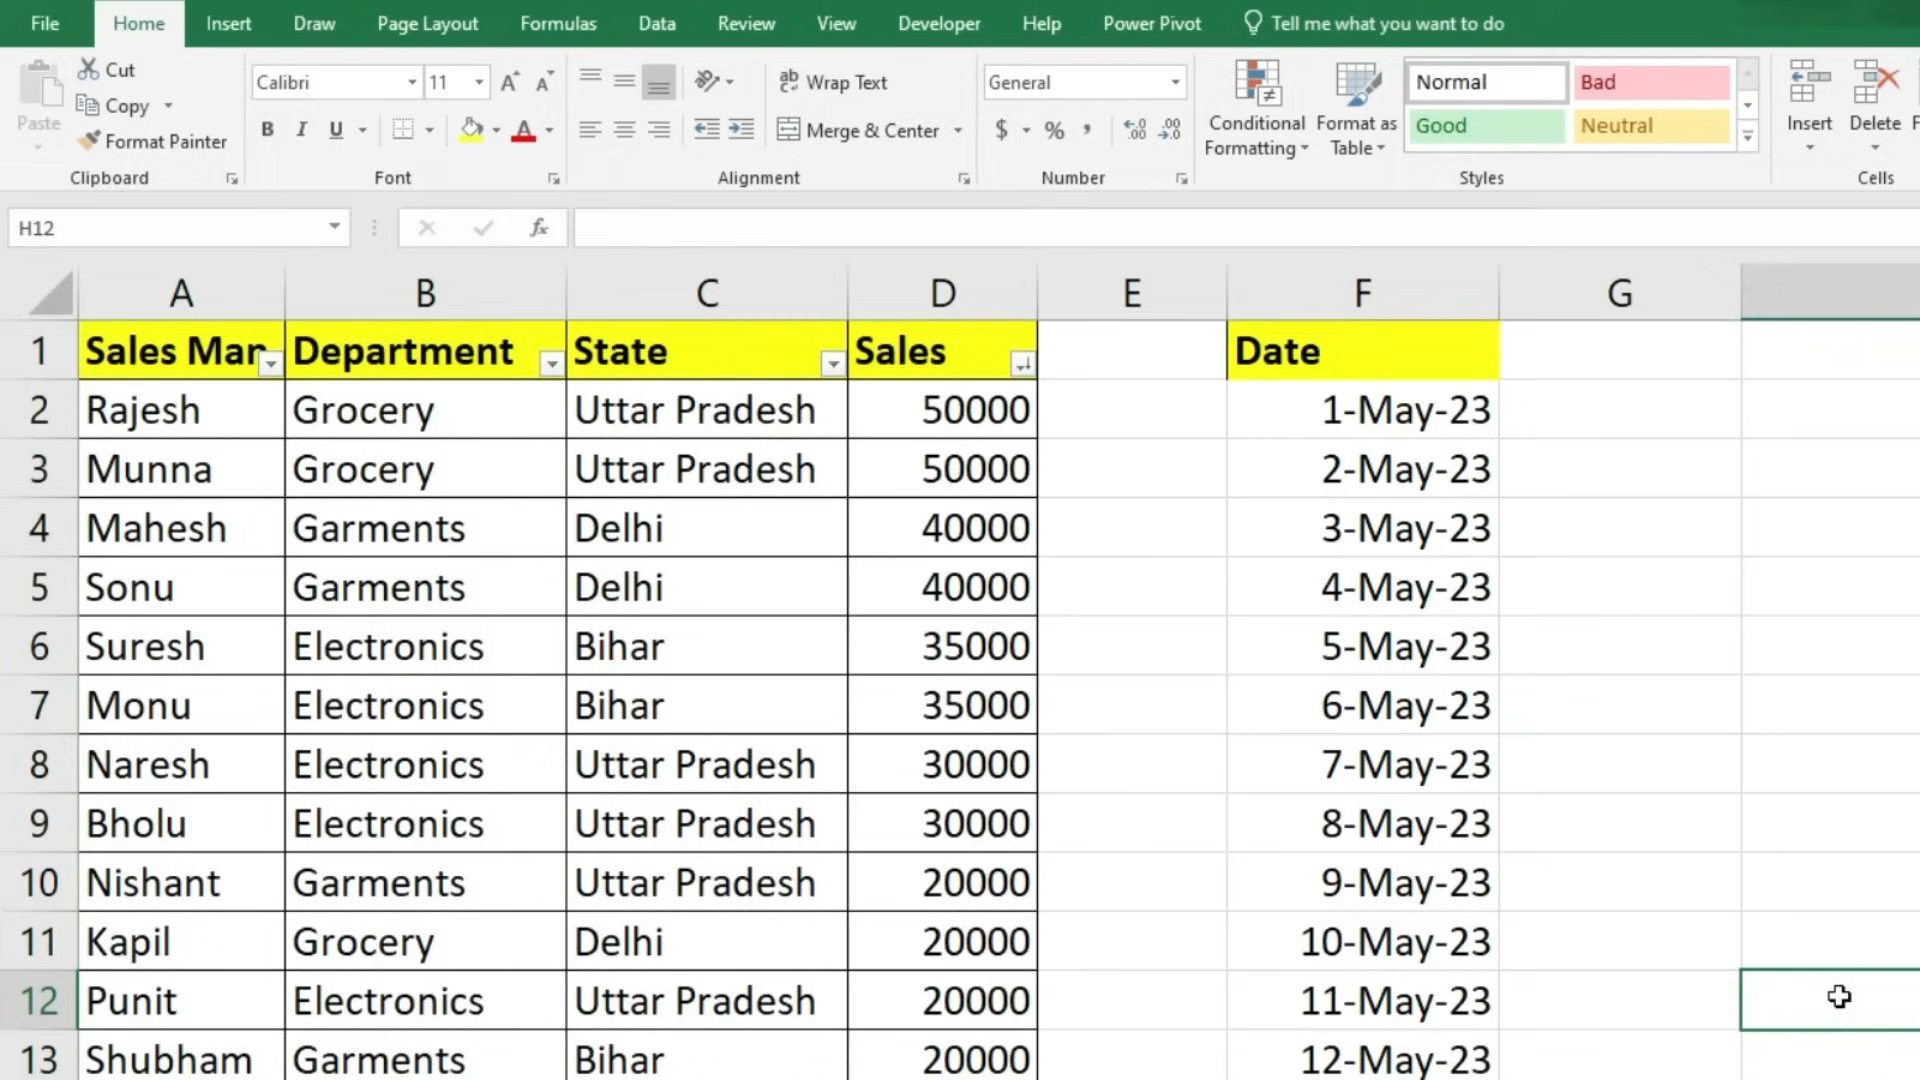 File Home Insert Draw Page Layout Formulas Data Review View Developer Help Power Pivot Tell me what you want to do
Paste
Cut
Copy
Format Painter
Clipboard
Calibri 11
B I U
Font
Wrap Text
Merge & Center
Alignment
General
$ % ,
Number
Conditional Formatting
Format as Table
Normal Bad
Good Neutral
Styles
Insert Delete
Cells
H12 fx
A B C D E F G
1 Sales Man Department State Sales Date
2 Rajesh Grocery Uttar Pradesh 50000 1-May-23
3 Munna Grocery Uttar Pradesh 50000 2-May-23
4 Mahesh Garments Delhi 40000 3-May-23
5 Sonu Garments Delhi 40000 4-May-23
6 Suresh Electronics Bihar 35000 5-May-23
7 Monu Electronics Bihar 35000 6-May-23
8 Naresh Electronics Uttar Pradesh 30000 7-May-23
9 Bholu Electronics Uttar Pradesh 30000 8-May-23
10 Nishant Garments Uttar Pradesh 20000 9-May-23
11 Kapil Grocery Delhi 20000 10-May-23
12 Punit Electronics Uttar Pradesh 20000 11-May-23
13 Shubham Garments Bihar 20000 12-May-23